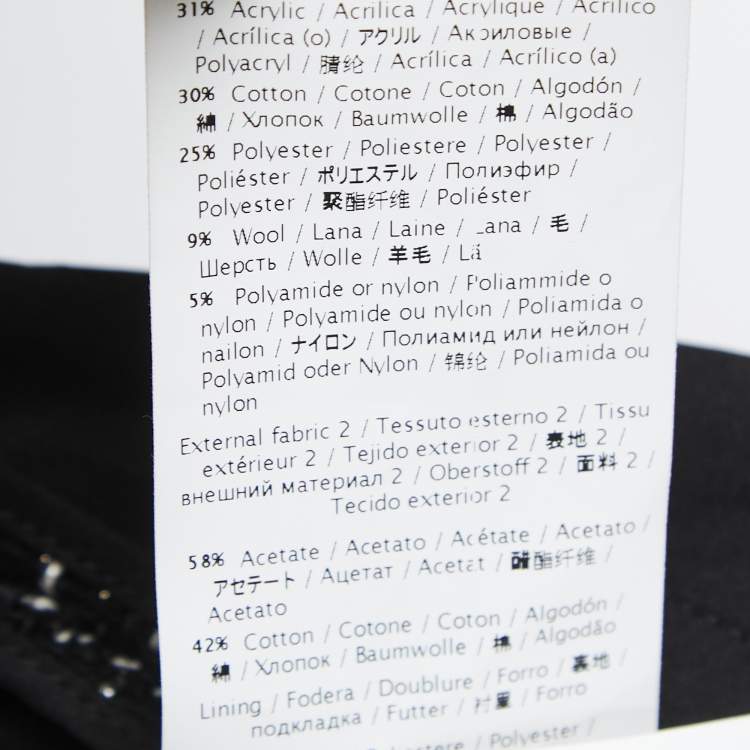 31% Acrylic / Acrilica / Acrylique / Acrílico
/ Acrílica (o) / アクリル / Акриловые /
Polyacryl / 腈纶 / Acrílica / Acrílico (a)
30% Cotton / Cotone / Coton / Algodón /
綿 / Хлопок / Baumwolle / 棉 / Algodão
25% Polyester / Poliestere / Polyester /
Poliéster / ポリエステル / Полиэфир /
Polyester / 聚酯纤维 / Poliéster
9% Wool / Lana / Laine / Lana / 毛 /
Шерсть / Wolle / 羊毛 / Lã
5% Polyamide or nylon / Poliammide o
nylon / Polyamide ou nylon / Poliamida o
nailon / ナイロン / Полиамид или нейлон /
Polyamid oder Nylon / 锦纶 / Poliamida ou
nylon
External fabric 2 / Tessuto esterno 2 / Tissu
extérieur 2 / Tejido exterior 2 / 表地 2 /
внешний материал 2 / Oberstoff 2 / 面料 2 /
Tecido exterior 2
58% Acetate / Acetato / Acétate / Acetato /
アセテート / Ацетат / Acetat / 醋酯纤维 /
Acetato
42% Cotton / Cotone / Coton / Algodón /
綿 / Хлопок / Baumwolle / 棉 / Algodão
Lining / Fodera / Doublure / Forro / 裏地 /
подкладка / Futter / 衬里 / Forro
Polyester /